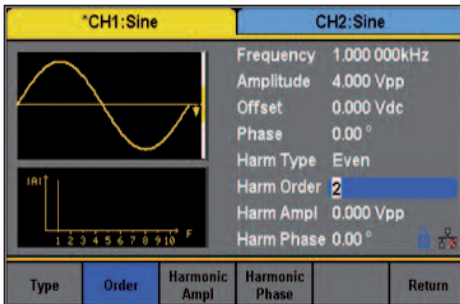 *CH1:Sine
CH2:Sine
Frequency 1.000 000kHz
Amplitude 4.000 Vpp
Offset 0.000 Vdc
Phase 0.00 °
Harm Type Even
Harm Order 2
Harm Ampl 0.000 Vpp
Harm Phase 0.00 °
|A|
1 2 3 4 5 6 7 8 9 10 F
Type
Order
Harmonic
Ampl
Harmonic
Phase
Return